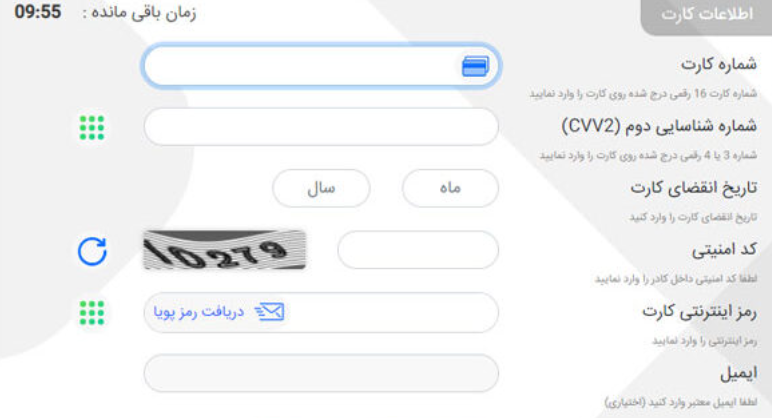 اطلاعات کارت
زمان باقی مانده : 09:55
شماره کارت
شماره کارت 16 رقمی درج شده روی کارت را وارد نمایید
شماره شناسایی دوم (CVV2)
شماره 3 یا 4 رقمی درج شده روی کارت را وارد نمایید
تاریخ انقضای کارت
ماه
سال
تاریخ انقضای کارت را وارد کنید
کد امنیتی
10279
لطفا کد امنیتی داخل کادر را وارد نمایید
رمز اینترنتی کارت
دریافت رمز پویا
رمز اینترنتی را وارد نمایید
ایمیل
لطفا ایمیل معتبر وارد کنید (اختیاری)